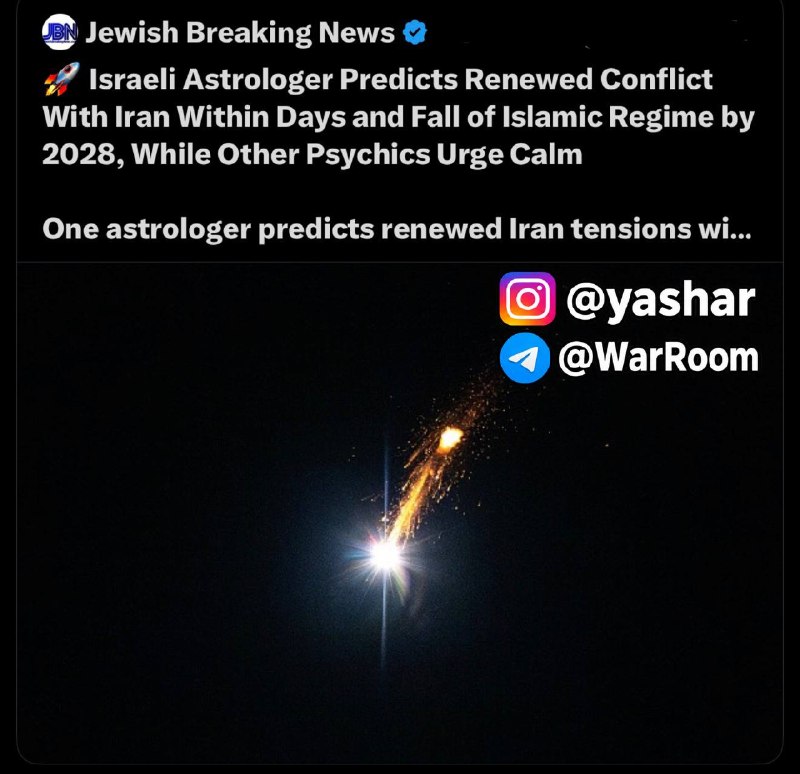 JBN Jewish Breaking News
🚀 Israeli Astrologer Predicts Renewed Conflict
With Iran Within Days and Fall of Islamic Regime by
2028, While Other Psychics Urge Calm
One astrologer predicts renewed Iran tensions wi...
@yashar
@WarRoom